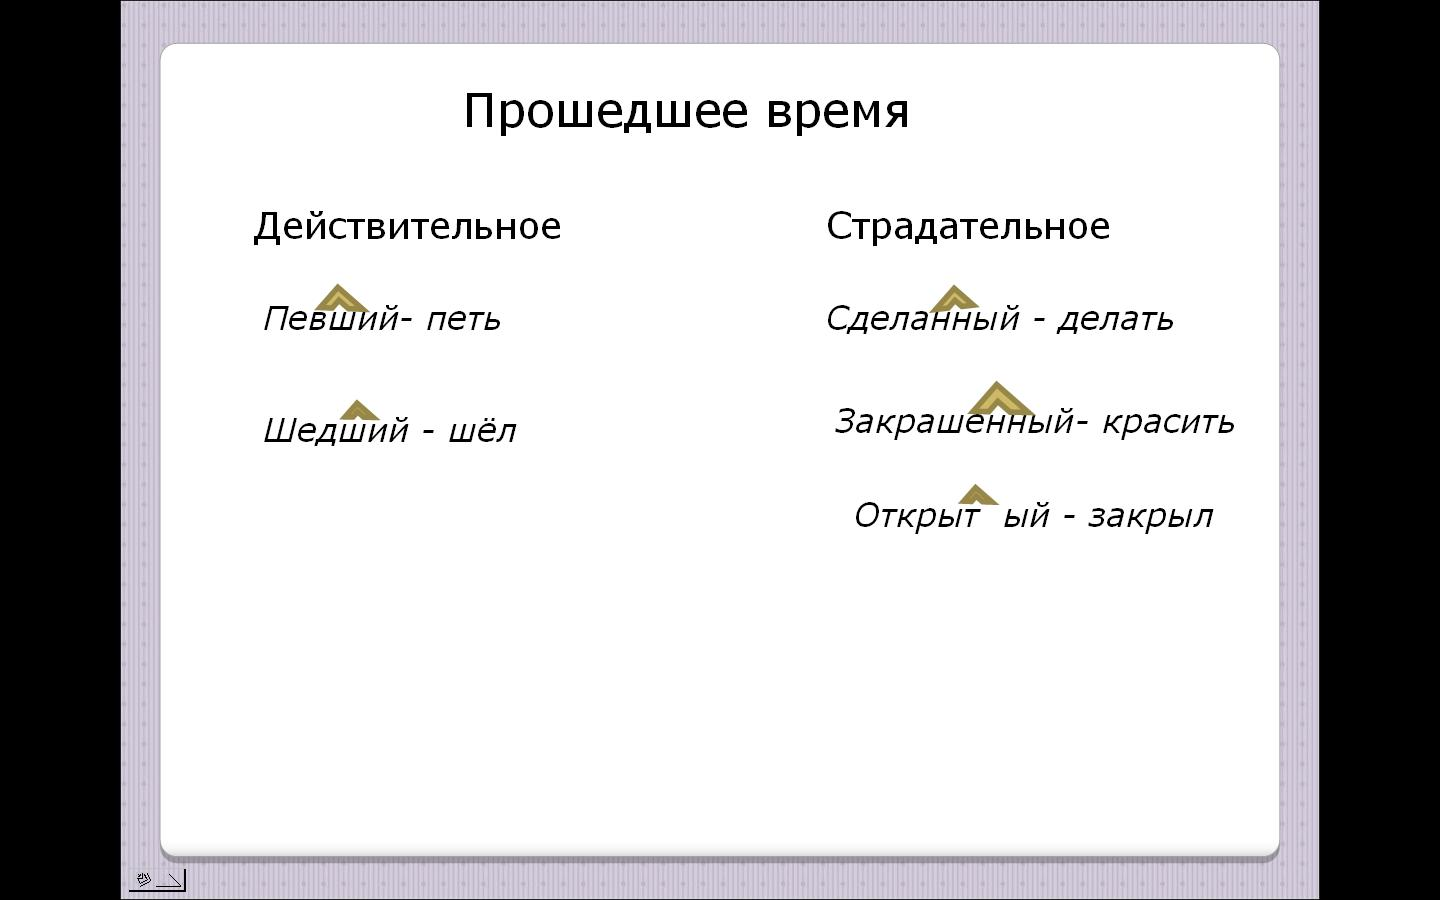 Прошедшее время
Действительное
Страдательное
Певший- петь
Сделанный - делать
Шедший - шёл
Закрашенный- красить
Открыт ый - закрыл